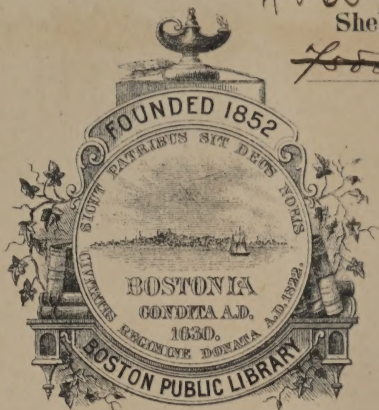 She
FOUNDED 1852
SICUT PATRIBUS SIT DEUS NOBIS
BOSTONIA
CONDITA A.D.
1630.
CIVITATIS REGIMINE DONATA A.D. 1822.
BOSTON PUBLIC LIBRARY